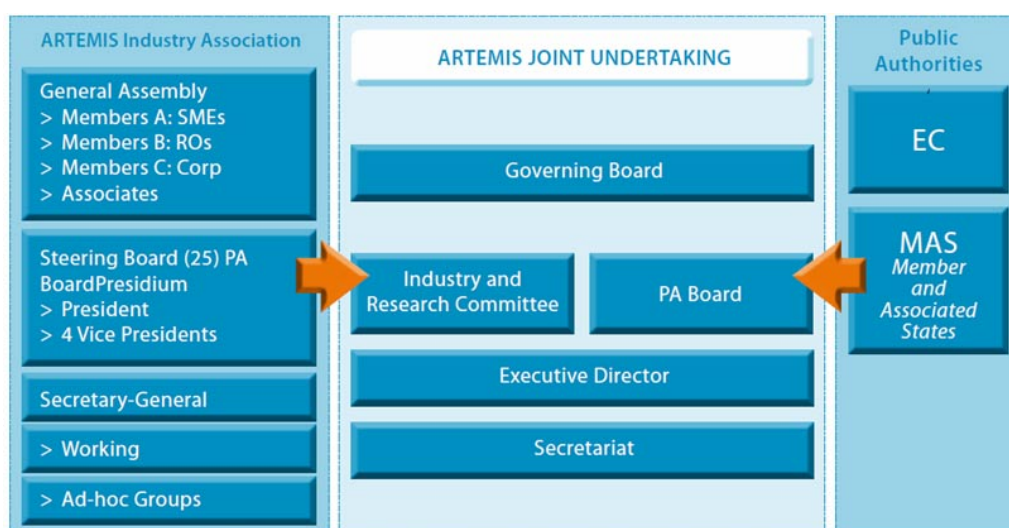 ARTEMIS Industry Association
General Assembly
> Members A: SMEs
> Members B: ROs
> Members C: Corp
> Associates
Steering Board (25) PA
BoardPresidium
> President
> 4 Vice Presidents
Secretary-General
> Working
> Ad-hoc Groups
ARTEMIS JOINT UNDERTAKING
Governing Board
Industry and
Research Committee
PA Board
Executive Director
Secretariat
Public
Authorities
EC
MAS
Member
and
Associated
States